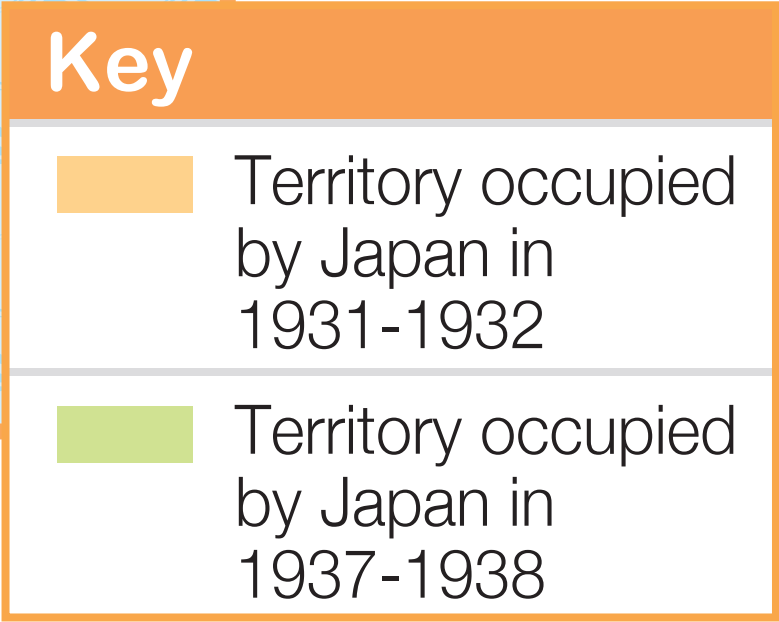 Key
Territory occupied
by Japan in
1931-1932
Territory occupied
by Japan in
1937-1938